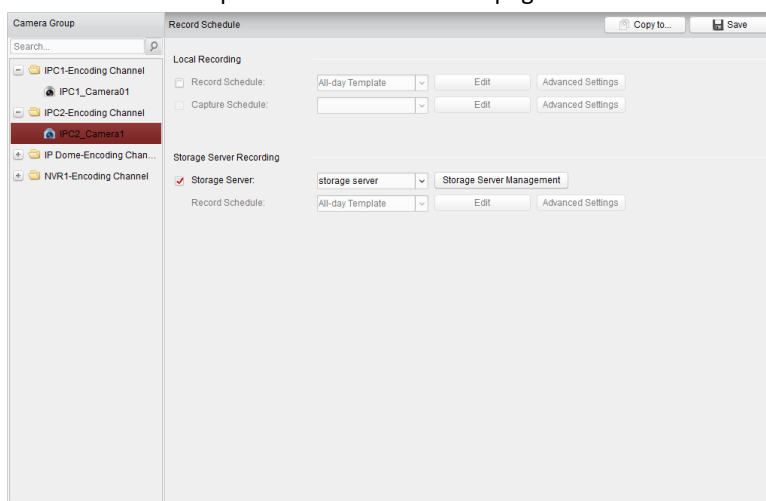 Camera Group
Record Schedule
Copy to...
Save
Search...
Local Recording
IPC1-Encoding Channel
Record Schedule: All-day Template Edit Advanced Settings
IPC1_Camera01
Capture Schedule: Edit Advanced Settings
IPC2-Encoding Channel
IPC2_Camera1
IP Dome-Encoding Chan...
Storage Server Recording
NVR1-Encoding Channel
Storage Server: storage server Storage Server Management
Record Schedule: All-day Template Edit Advanced Settings